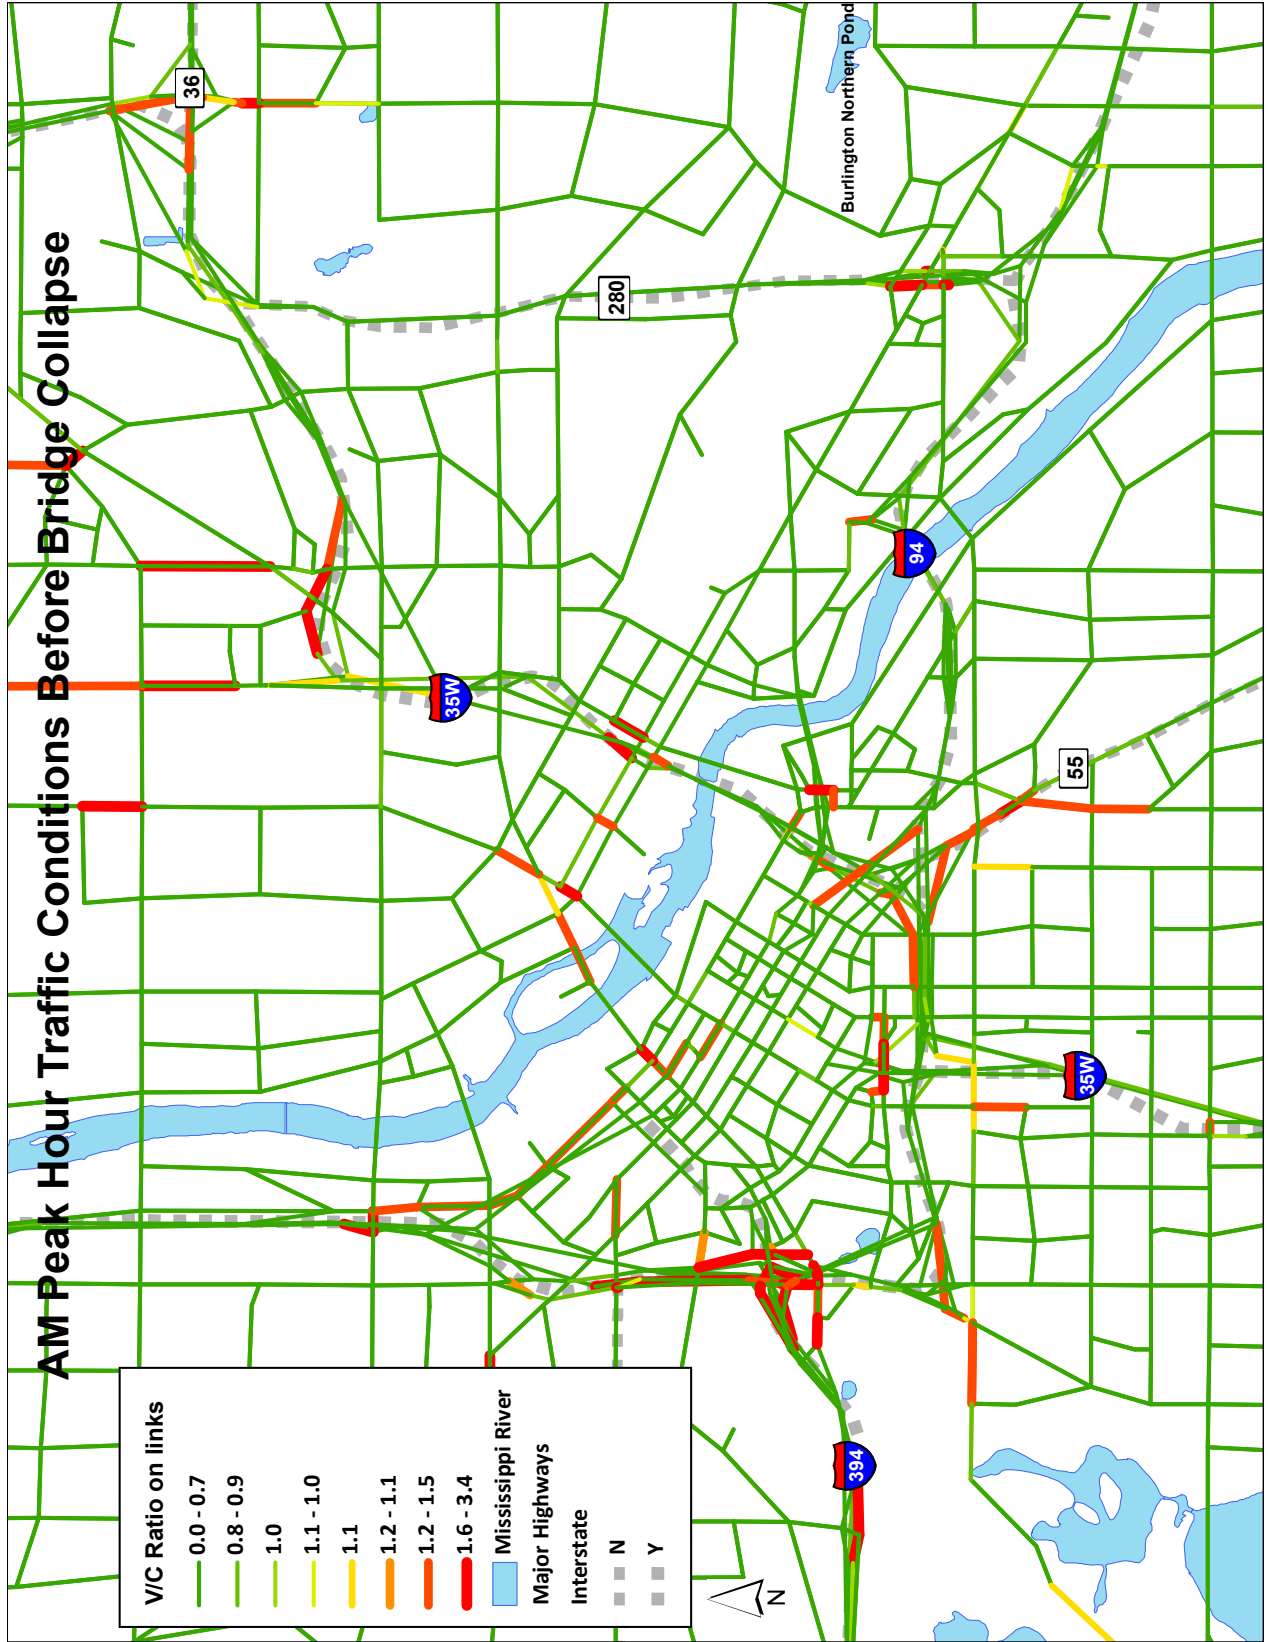 AM Peak Hour Traffic Conditions Before Bridge Collapse
V/C Ratio on links
0.0 - 0.7
0.8 - 0.9
1.0
1.1 - 1.0
1.1
1.2 - 1.1
1.2 - 1.5
1.6 - 3.4
Mississippi River
Major Highways
Interstate
N
Y
N
36
280
Burlington Northern Pond
35W
94
55
35W
394